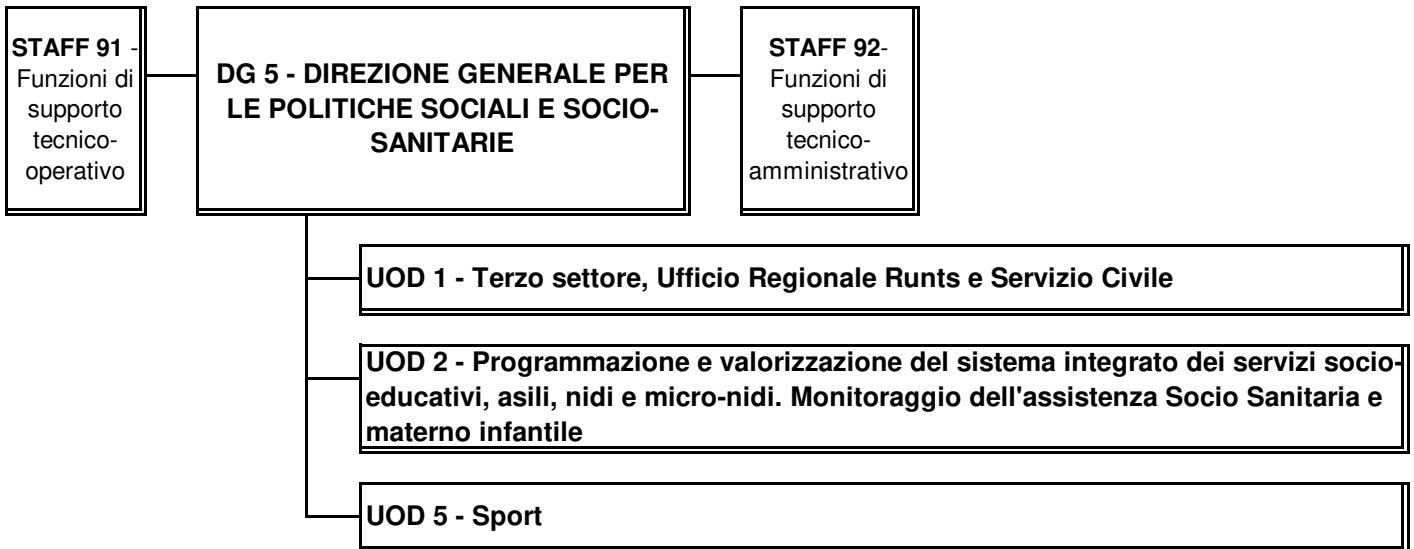 STAFF 91 -
Funzioni di
supporto
tecnico-
operativo
DG 5 - DIREZIONE GENERALE PER
LE POLITICHE SOCIALI E SOCIO-
SANITARIE
STAFF 92-
Funzioni di
supporto
tecnico-
amministrativo
UOD 1 - Terzo settore, Ufficio Regionale Runts e Servizio Civile
UOD 2 - Programmazione e valorizzazione del sistema integrato dei servizi socio-
educativi, asili, nidi e micro-nidi. Monitoraggio dell'assistenza Socio Sanitaria e
materno infantile
UOD 5 - Sport